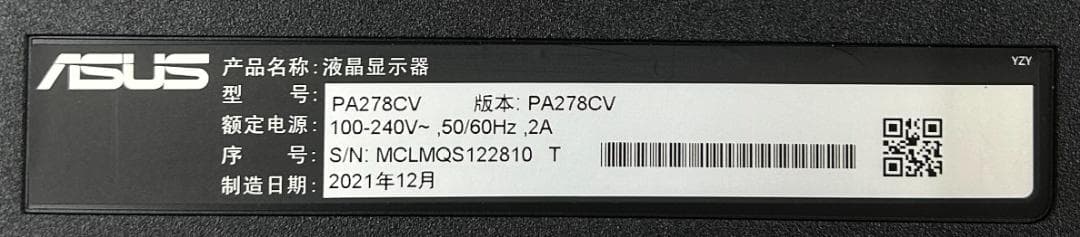 ASUS
产品名称:液晶显示器
YZY
型 号: PA278CV 版本: PA278CV
额定电源: 100-240V~ ,50/60Hz ,2A
序 号: S/N: MCLMQS122810 T
制造日期: 2021年12月